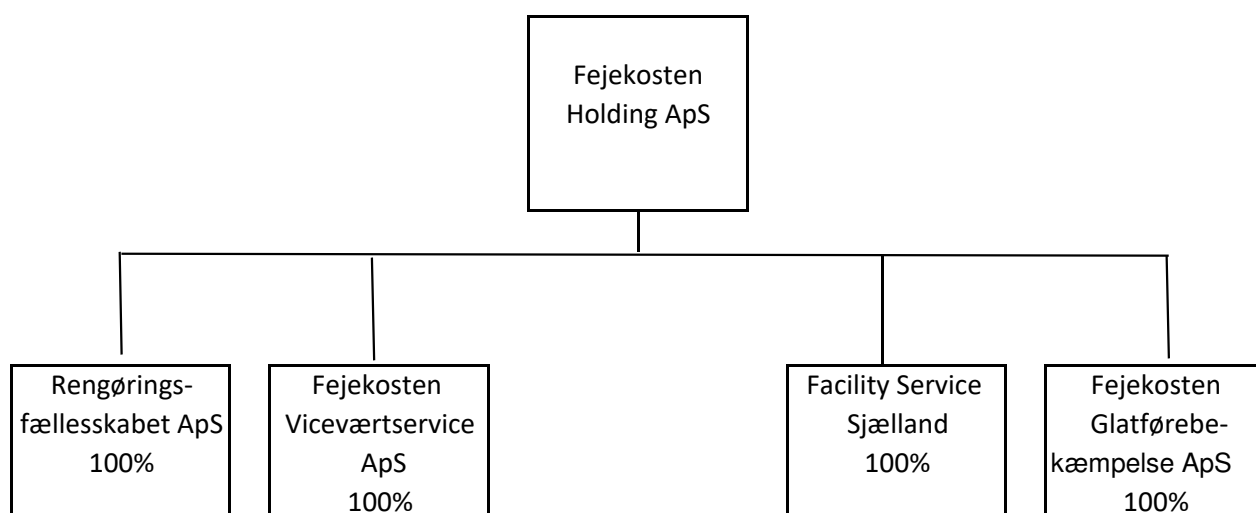 Fejekosten
Holding ApS
Rengørings-
fællesskabet ApS
100%
Fejekosten
Viceværtservice
ApS
100%
Facility Service
Sjælland
100%
Fejekosten
Glatførebe-
kæmpelse ApS
100%